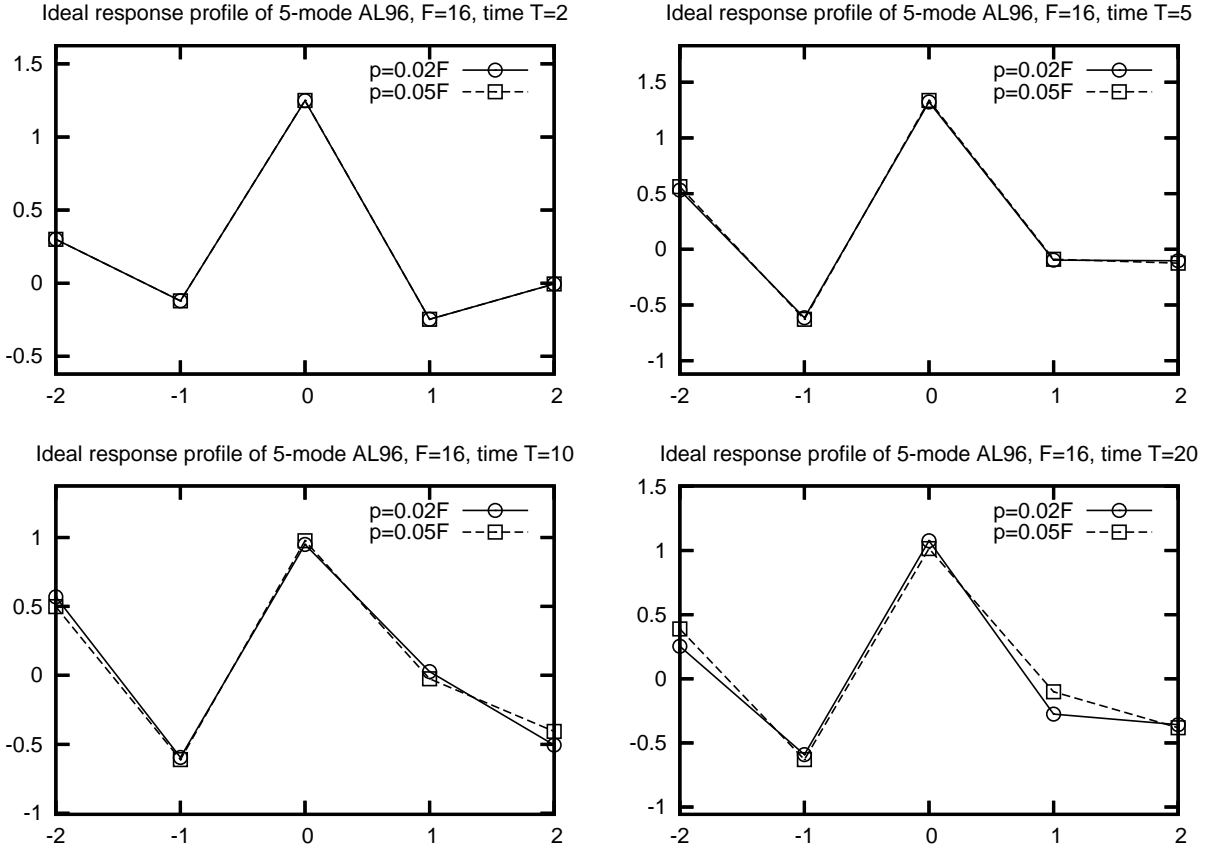 Ideal response profile of 5-mode AL96, F=16, time T=2
1.5
1
0.5
0
-0.5
-2 -1 0 1 2
p=0.02F
p=0.05F
Ideal response profile of 5-mode AL96, F=16, time T=5
1.5
1
0.5
0
-0.5
-1
-2 -1 0 1 2
p=0.02F
p=0.05F
Ideal response profile of 5-mode AL96, F=16, time T=10
1
0.5
0
-0.5
-1
-2 -1 0 1 2
p=0.02F
p=0.05F
Ideal response profile of 5-mode AL96, F=16, time T=20
1.5
1
0.5
0
-0.5
-1
-2 -1 0 1 2
p=0.02F
p=0.05F